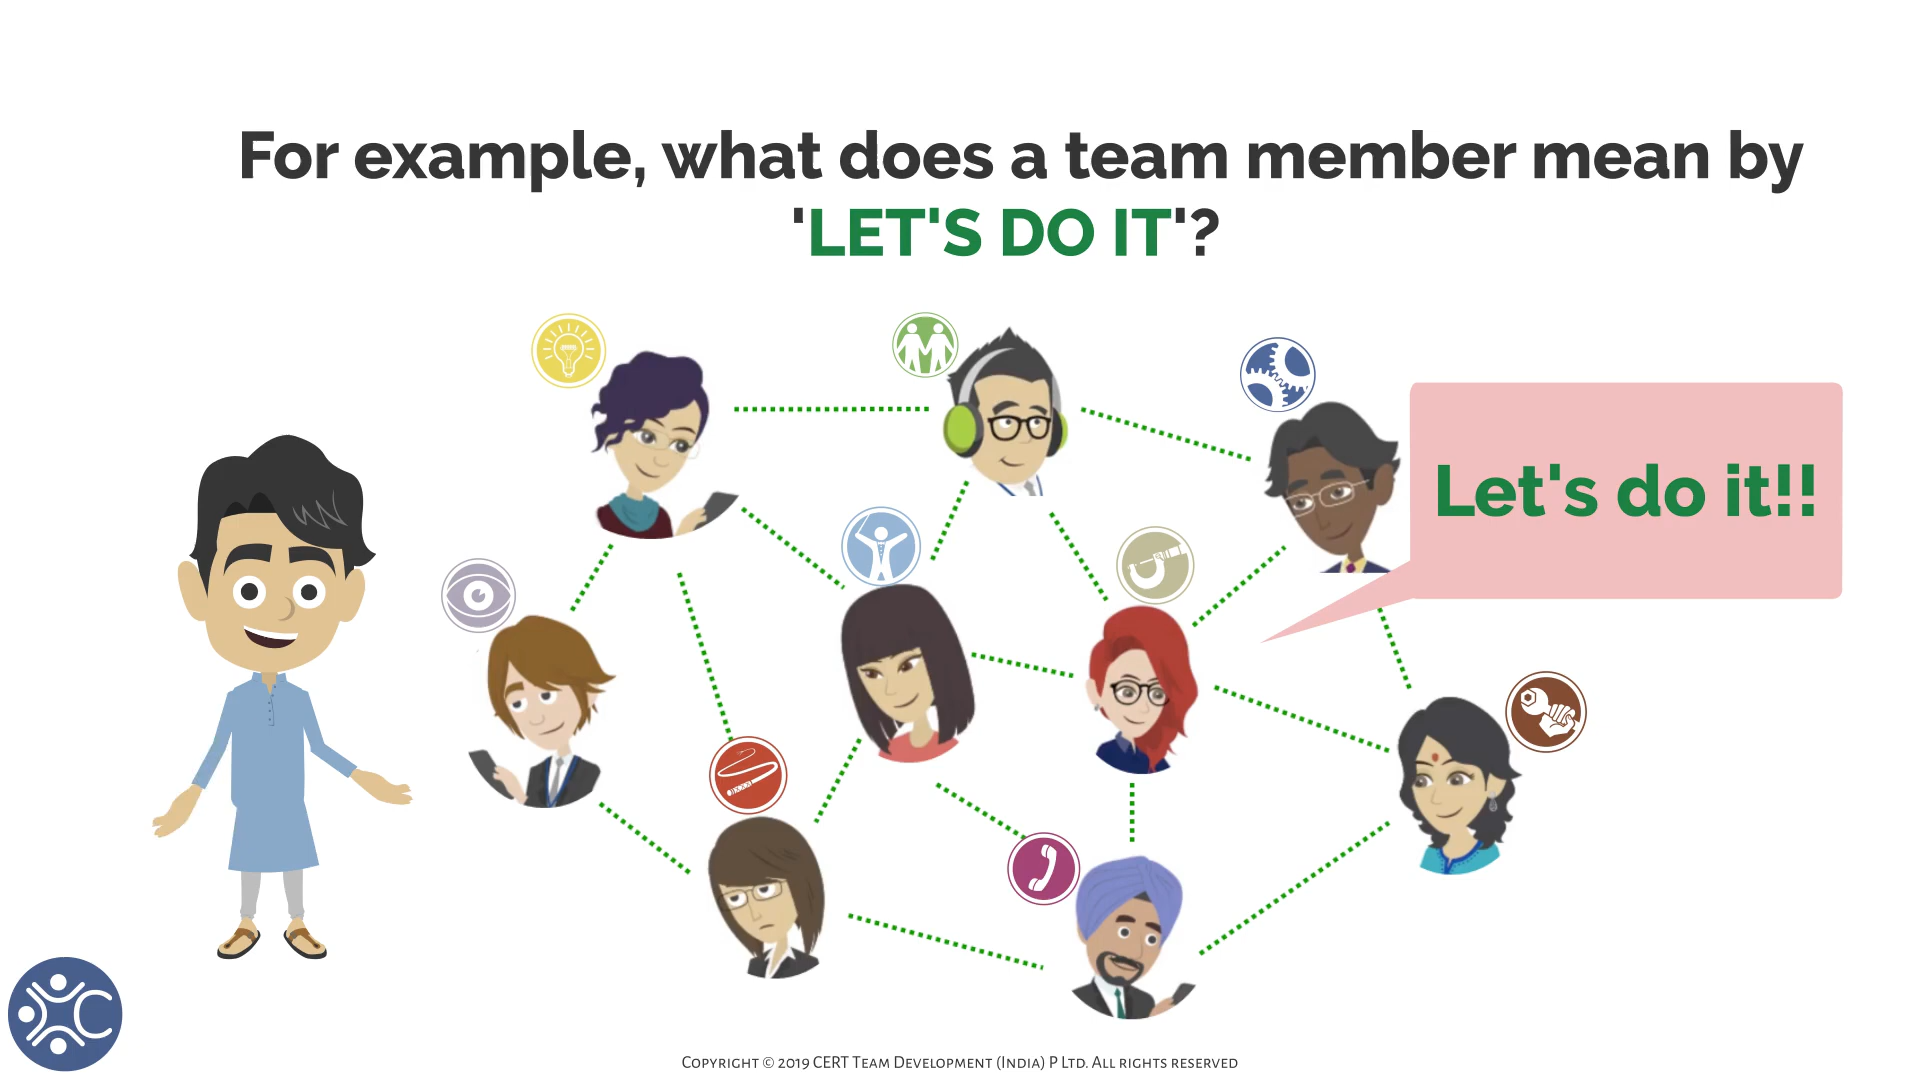 For example, what does a team member mean by
'LET'S DO IT'?
Let's do it!!
Copyright © 2019 CERT Team Development (India) P Ltd. All rights reserved